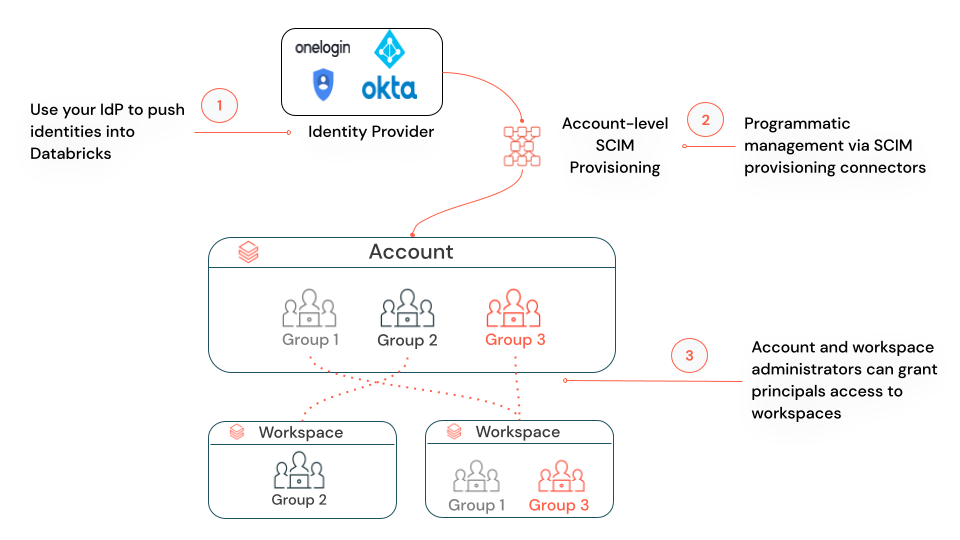 onelogin
okta
Identity Provider
1
Use your IdP to push
identities into
Databricks
Account-level
SCIM
Provisioning
2
Programmatic
management via SCIM
provisioning connectors
Account
Group 1
Group 2
Group 3
3
Account and workspace
administrators can grant
principals access to
workspaces
Workspace
Group 2
Workspace
Group 1
Group 3